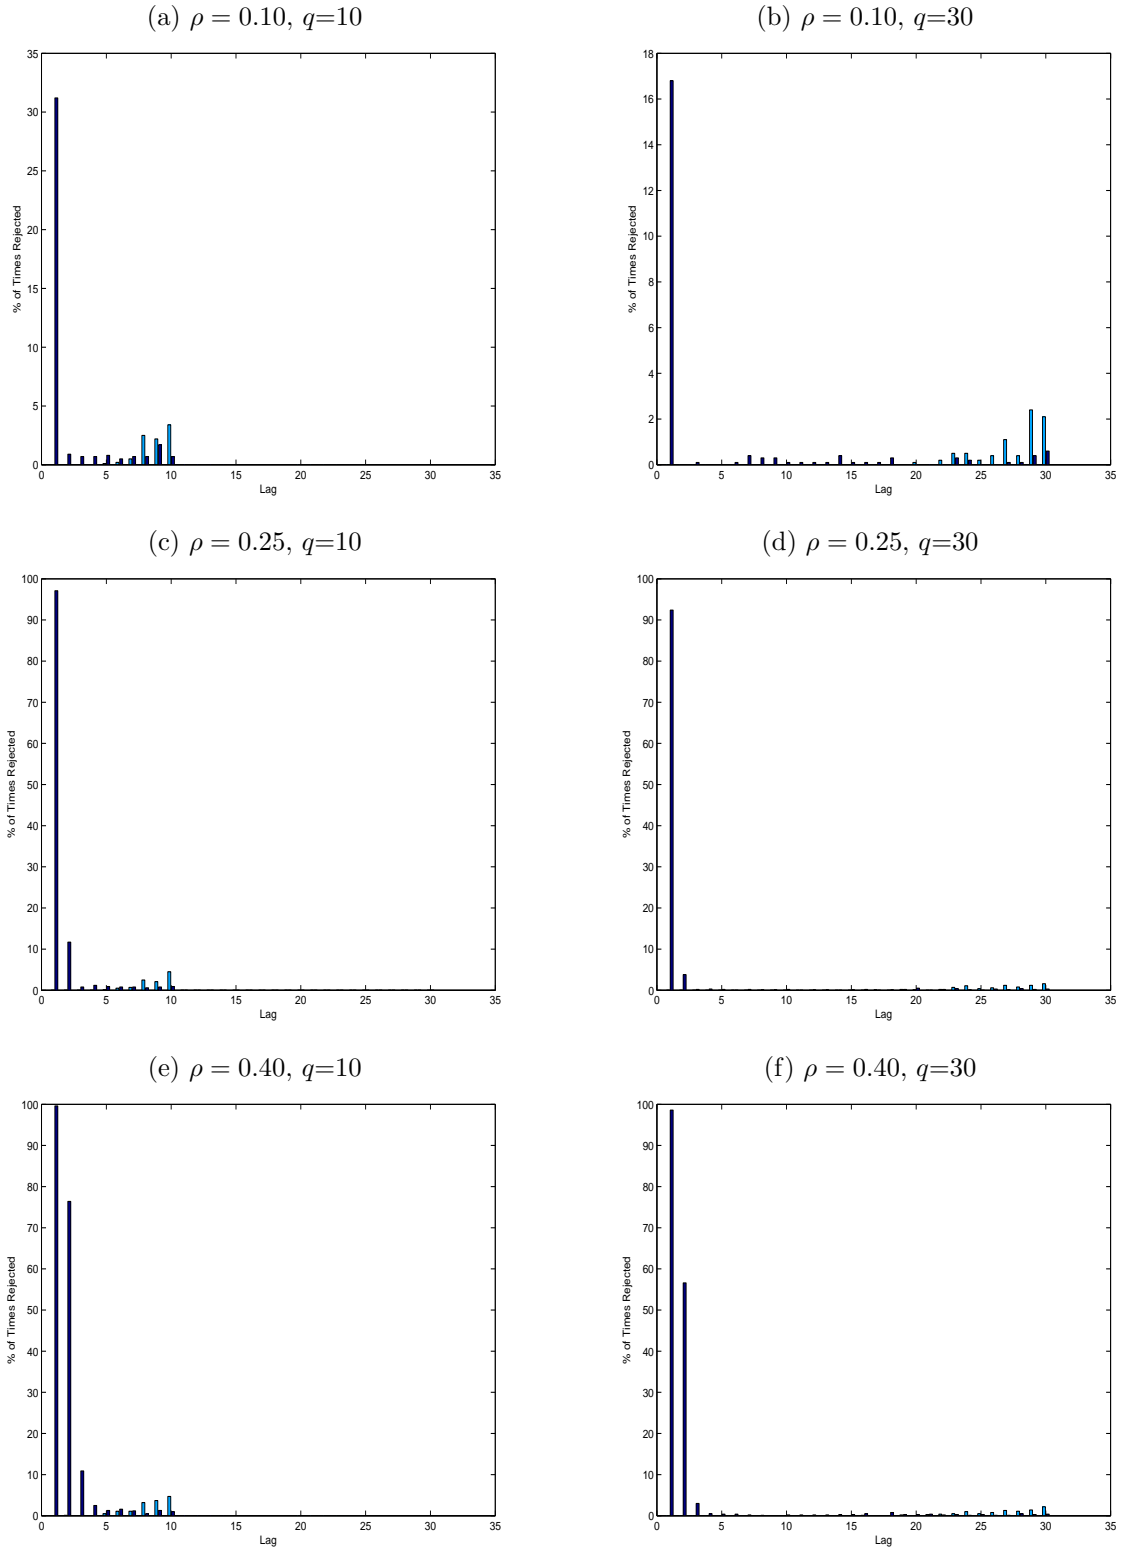 (a) ρ = 0.10, q=10
35
30
25
20
15
10
5
0
% of Times Rejected
0 5 10 15 20 25 30 35
Lag
(b) ρ = 0.10, q=30
18
16
14
12
10
8
6
4
2
0
% of Times Rejected
0 5 10 15 20 25 30 35
Lag
(c) ρ = 0.25, q=10
100
90
80
70
60
50
40
30
20
10
0
% of Times Rejected
0 5 10 15 20 25 30 35
Lag
(d) ρ = 0.25, q=30
100
90
80
70
60
50
40
30
20
10
0
% of Times Rejected
0 5 10 15 20 25 30 35
Lag
(e) ρ = 0.40, q=10
100
90
80
70
60
50
40
30
20
10
0
% of Times Rejected
0 5 10 15 20 25 30 35
Lag
(f) ρ = 0.40, q=30
100
90
80
70
60
50
40
30
20
10
0
% of Times Rejected
0 5 10 15 20 25 30 35
Lag